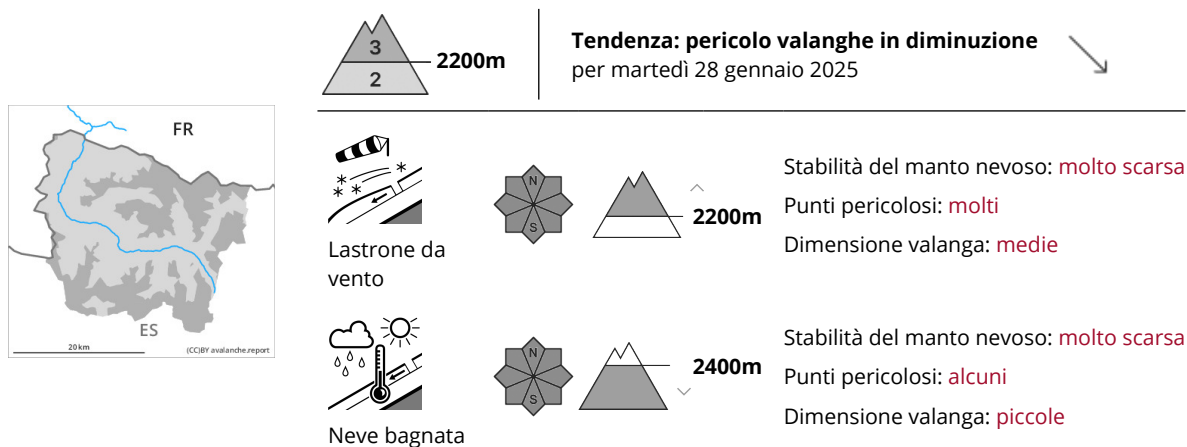 3
2
2200m
Tendenza: pericolo valanghe in diminuzione
per martedì 28 gennaio 2025
FR
ES
20 km
(CC)BY avalanche.report
Lastrone da
vento
N
S
2200m
Stabilità del manto nevoso: molto scarsa
Punti pericolosi: molti
Dimensione valanga: medie
Neve bagnata
N
S
2400m
Stabilità del manto nevoso: molto scarsa
Punti pericolosi: alcuni
Dimensione valanga: piccole